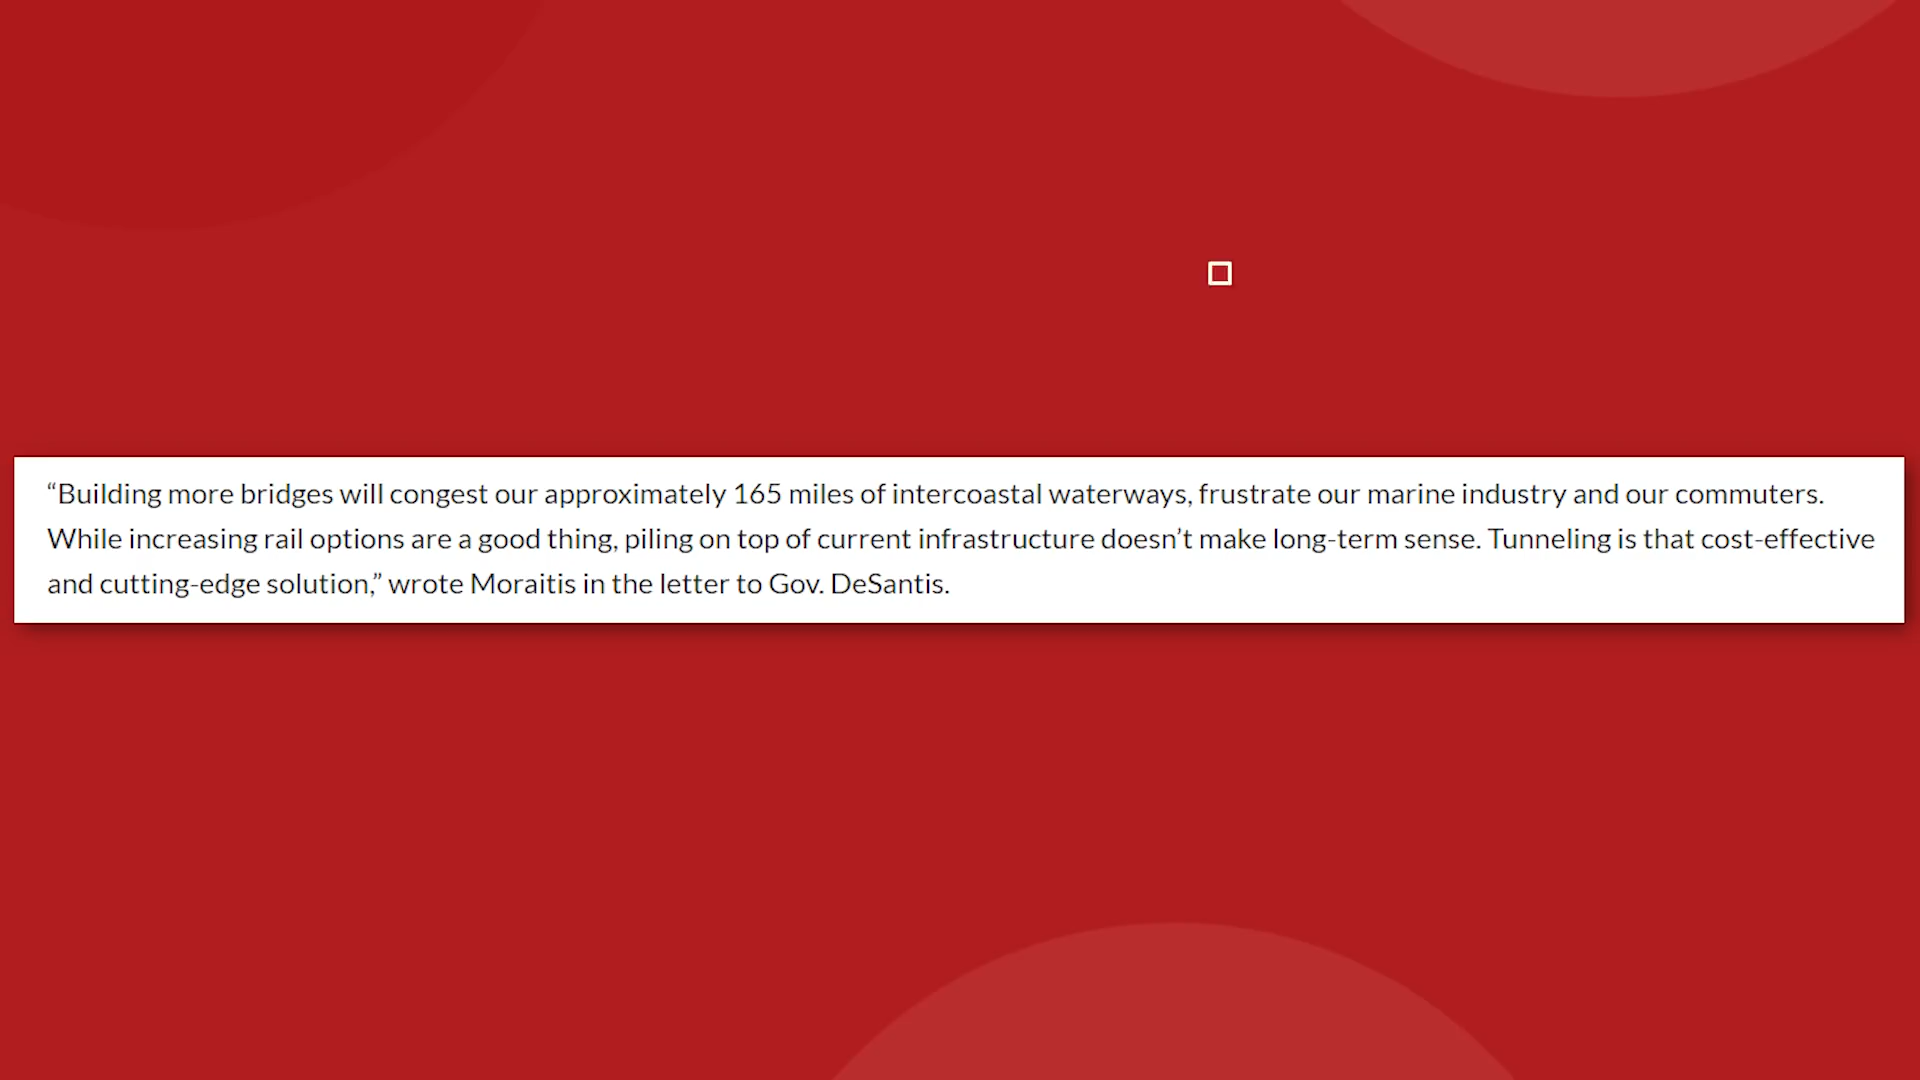 “Building more bridges will congest our approximately 165 miles of intercoastal waterways, frustrate our marine industry and our commuters.
While increasing rail options are a good thing, piling on top of current infrastructure doesn’t make long-term sense. Tunneling is that cost-effective
and cutting-edge solution,” wrote Moraitis in the letter to Gov. DeSantis.